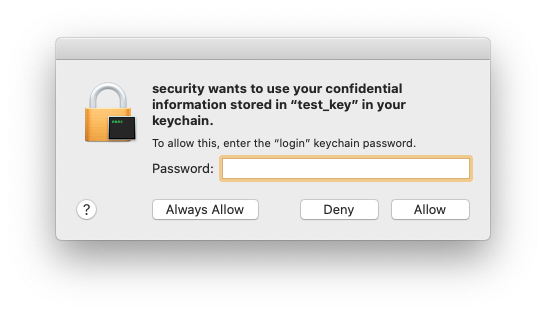 security wants to use your confidential
information stored in “test_key” in your
keychain.
To allow this, enter the “login” keychain password.
Password:
?
Always Allow
Deny
Allow